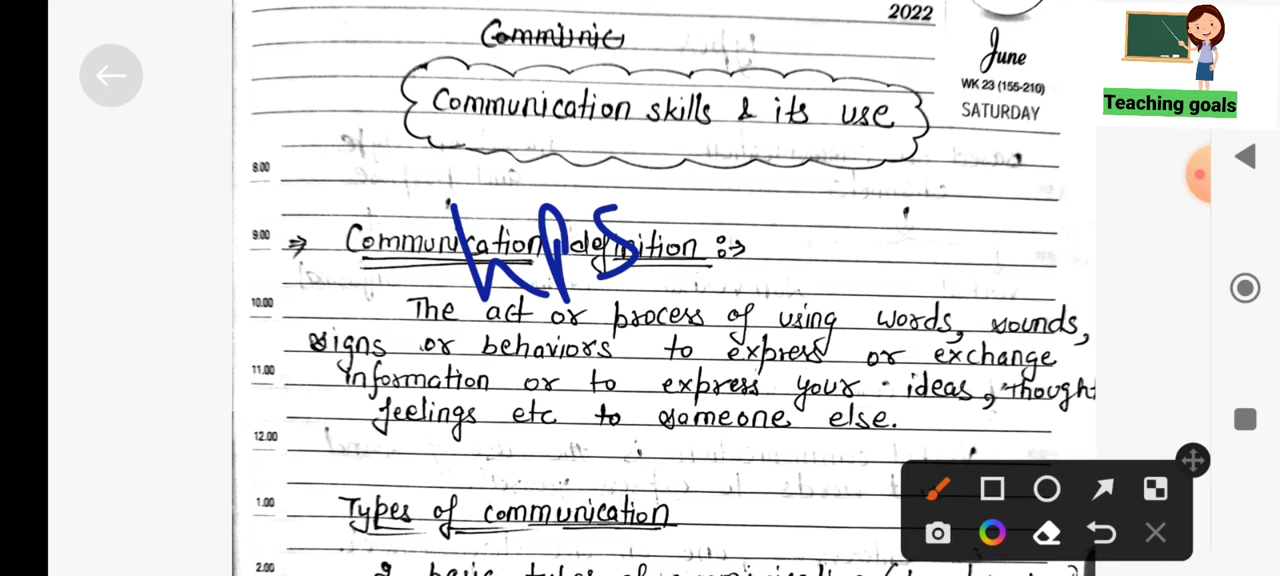 2022
Communic
June
WK 23 (155-210)
SATURDAY
Teaching goals
Communication skills & its use
8.00
9.00
⇒ Communication definition :→
KPS
10.00
The act or process of using words, sounds,
signs or behaviors to express or exchange
11.00
information or to express your ideas, thought
feelings etc to someone else.
12.00
1.00
Types of communication
2.00